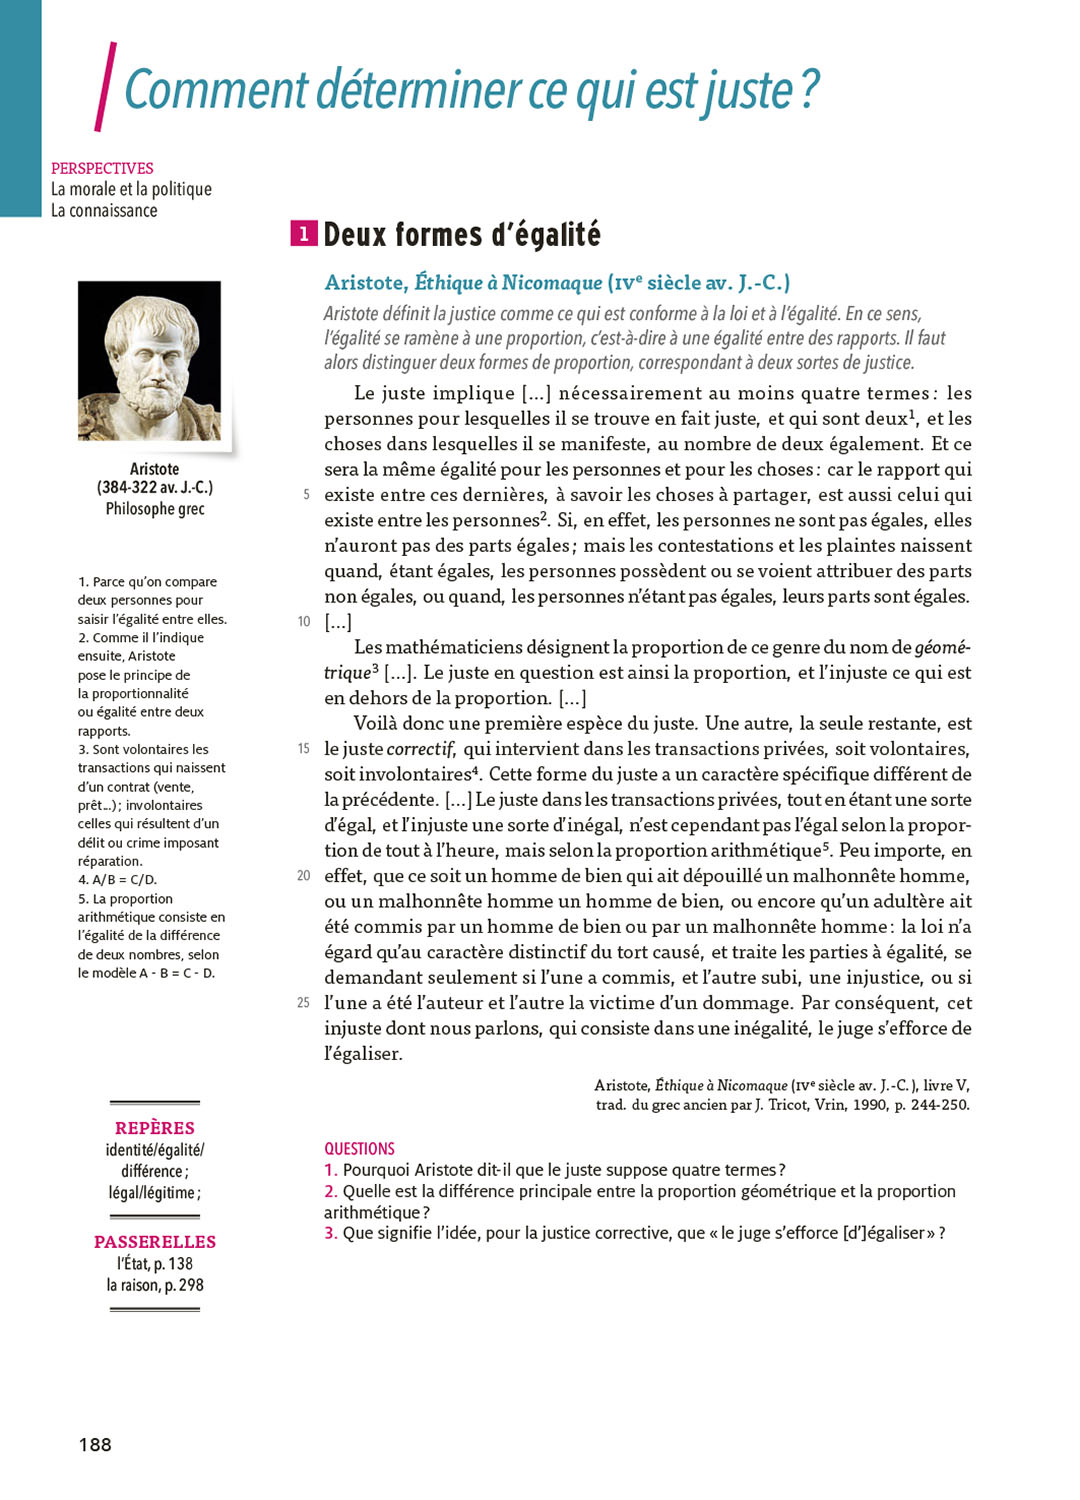 Comment déterminer ce qui est juste ?
PERSPECTIVES
La morale et la politique
La connaissance
1 Deux formes d’égalité
Aristote, Éthique à Nicomaque (IVe siècle av. J.-C.)
Aristote définit la justice comme ce qui est conforme à la loi et à l’égalité. En ce sens,
l’égalité se ramène à une proportion, c’est-à-dire à une égalité entre des rapports. Il faut
alors distinguer deux formes de proportion, correspondant à deux sortes de justice.
Le juste implique [...] nécessairement au moins quatre termes : les
personnes pour lesquelles il se trouve en fait juste, et qui sont deux¹, et les
choses dans lesquelles il se manifeste, au nombre de deux également. Et ce
sera la même égalité pour les personnes et pour les choses : car le rapport qui
5 existe entre ces dernières, à savoir les choses à partager, est aussi celui qui
existe entre les personnes². Si, en effet, les personnes ne sont pas égales, elles
n’auront pas des parts égales ; mais les contestations et les plaintes naissent
quand, étant égales, les personnes possèdent ou se voient attribuer des parts
non égales, ou quand, les personnes n’étant pas égales, leurs parts sont égales.
10 [...]
Les mathématiciens désignent la proportion de ce genre du nom de géomé-
trique³ [...]. Le juste en question est ainsi la proportion, et l’injuste ce qui est
en dehors de la proportion. [...]
Voilà donc une première espèce du juste. Une autre, la seule restante, est
15 le juste correctif, qui intervient dans les transactions privées, soit volontaires,
soit involontaires⁴. Cette forme du juste a un caractère spécifique différent de
la précédente. [...] Le juste dans les transactions privées, tout en étant une sorte
d’égal, et l’injuste une sorte d’inégal, n’est cependant pas l’égal selon la propor-
tion de tout à l’heure, mais selon la proportion arithmétique⁵. Peu importe, en
20 effet, que ce soit un homme de bien qui ait dépouillé un malhonnête homme,
ou un malhonnête homme un homme de bien, ou encore qu’un adultère ait
été commis par un homme de bien ou par un malhonnête homme : la loi n’a
égard qu’au caractère distinctif du tort causé, et traite les parties à égalité, se
demandant seulement si l’une a commis, et l’autre subi, une injustice, ou si
25 l’une a été l’auteur et l’autre la victime d’un dommage. Par conséquent, cet
injuste dont nous parlons, qui consiste dans une inégalité, le juge s’efforce de
l’égaliser.
Aristote, Éthique à Nicomaque (IVe siècle av. J.-C.), livre V,
trad. du grec ancien par J. Tricot, Vrin, 1990, p. 244-250.
QUESTIONS
1. Pourquoi Aristote dit-il que le juste suppose quatre termes ?
2. Quelle est la différence principale entre la proportion géométrique et la proportion
arithmétique ?
3. Que signifie l’idée, pour la justice corrective, que « le juge s’efforce [d’]égaliser » ?
Aristote
(384-322 av. J.-C.)
Philosophe grec
1. Parce qu’on compare
deux personnes pour
saisir l’égalité entre elles.
2. Comme il l’indique
ensuite, Aristote
pose le principe de
la proportionnalité
ou égalité entre deux
rapports.
3. Sont volontaires les
transactions qui naissent
d’un contrat (vente,
prêt...) ; involontaires
celles qui résultent d’un
délit ou crime imposant
réparation.
4. A/B = C/D.
5. La proportion
arithmétique consiste en
l’égalité de la différence
de deux nombres, selon
le modèle A - B = C - D.
REPÈRES
identité/égalité/
différence ;
légal/légitime ;
PASSERELLES
l’État, p. 138
la raison, p. 298
188